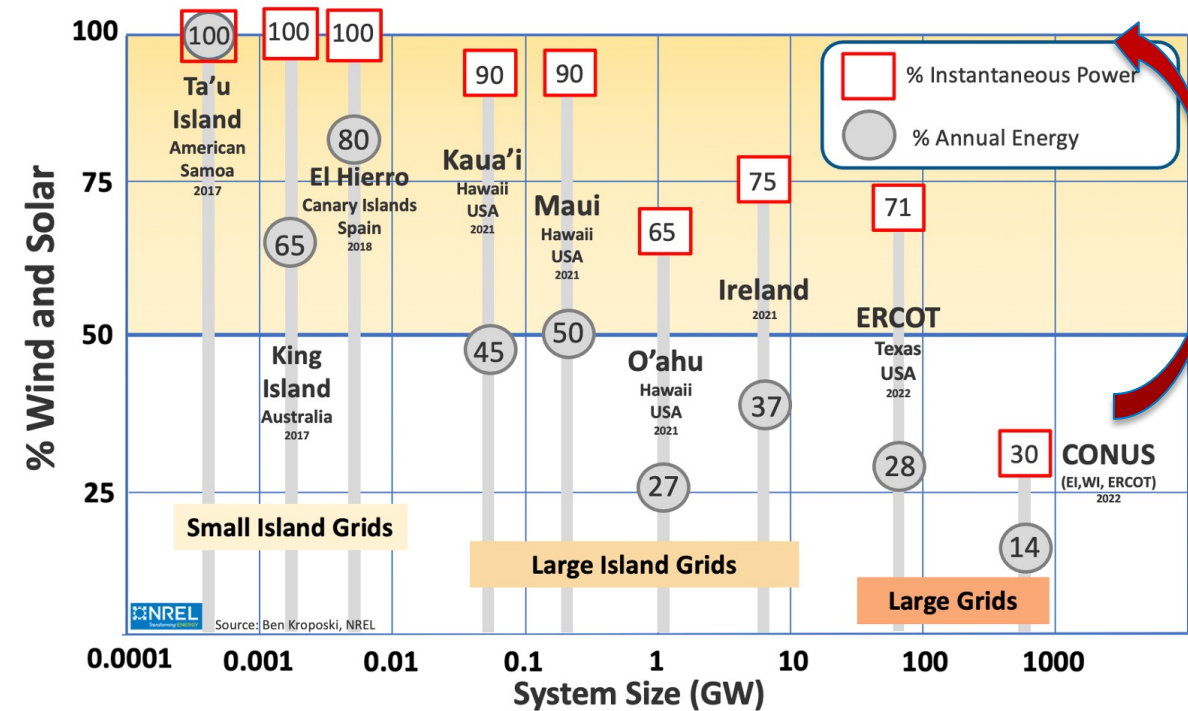 % Wind and Solar
100
75
50
25
100
Ta’u
Island
American
Samoa
2017
100
65
King
Island
Australia
2017
100
80
El Hierro
Canary Islands
Spain
2018
90
Kaua’i
Hawaii
USA
2021
45
90
Maui
Hawaii
USA
2021
50
65
O’ahu
Hawaii
USA
2021
27
75
Ireland
2021
37
71
ERCOT
Texas
USA
2022
28
30
CONUS
(EI,WI, ERCOT)
2022
14
% Instantaneous Power
% Annual Energy
Small Island Grids
Large Island Grids
Large Grids
NREL
Transforming ENERGY
Source: Ben Kroposki, NREL
0.0001 0.001 0.01 0.1 1 10 100 1000
System Size (GW)